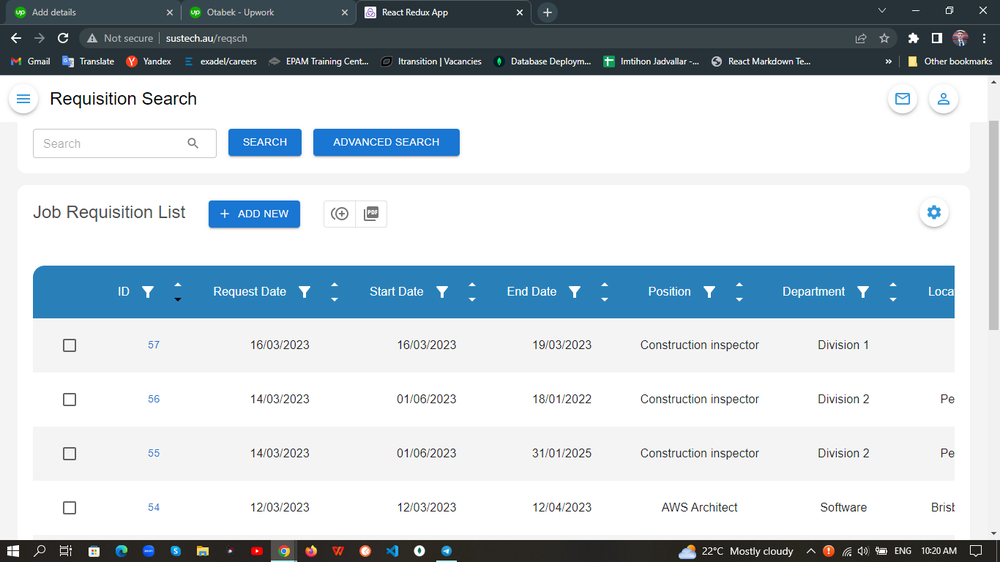 Add details
Otabek - Upwork
React Redux App
Not secure
sustech.au/reqsch
Gmail
Translate
Yandex
exadel/careers
EPAM Training Cent...
Itransition | Vacancies
Database Deploym...
Imtihon Jadvallar -...
React Markdown Te...
»
Other bookmarks
Requisition Search
Search
SEARCH
ADVANCED SEARCH
Job Requisition List
+ ADD NEW
PDF
ID Request Date Start Date End Date Position Department Loca
57 16/03/2023 16/03/2023 19/03/2023 Construction inspector Division 1
56 14/03/2023 01/06/2023 18/01/2022 Construction inspector Division 2 Pe
55 14/03/2023 01/06/2023 31/01/2025 Construction inspector Division 2 Pe
54 12/03/2023 12/03/2023 12/04/2023 AWS Architect Software Brisb
22°C Mostly cloudy
ENG
10:20 AM